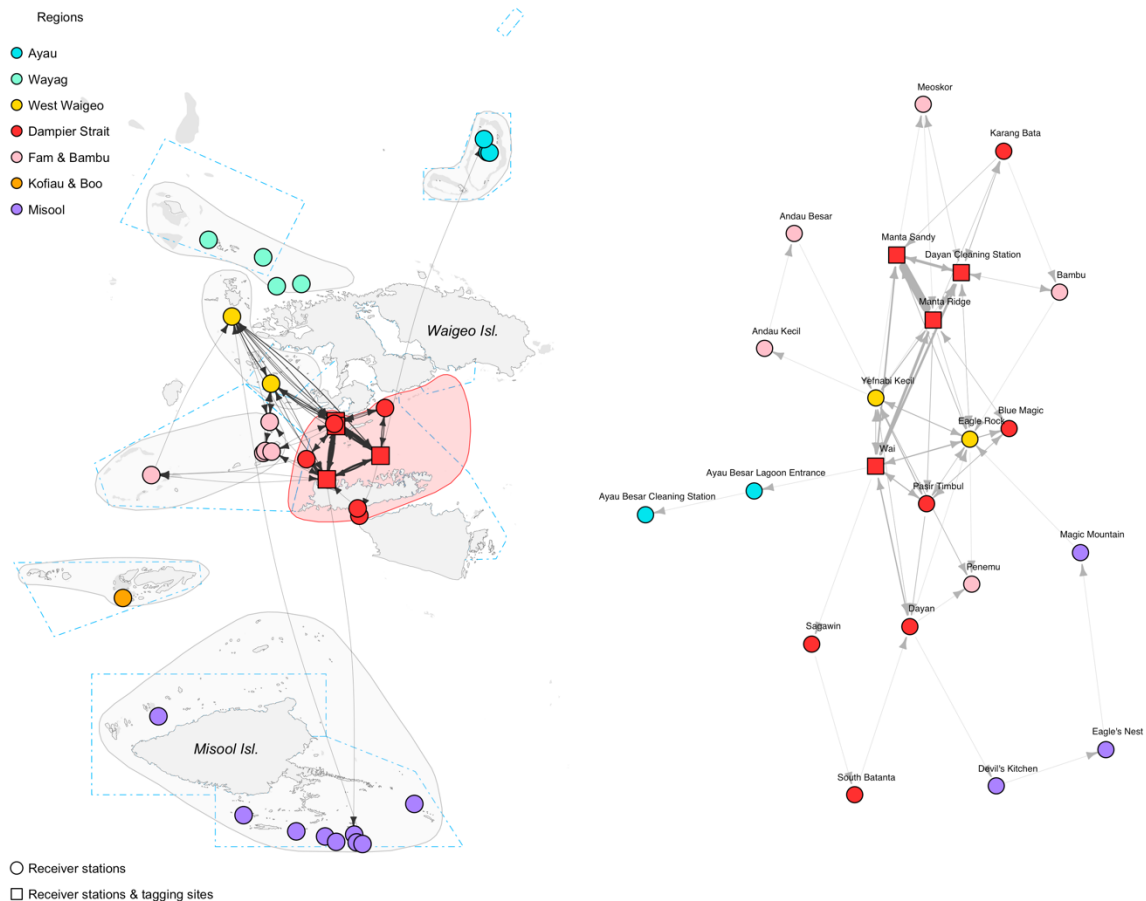 Regions
Ayau
Wayag
West Waigeo
Dampier Strait
Fam & Bambu
Kofiau & Boo
Misool
Waigeo Isl.
Misool Isl.
Receiver stations
Receiver stations & tagging sites
Meoskor
Karang Bata
Andau Besar
Manta Sandy
Dayan Cleaning Station
Bambu
Manta Ridge
Andau Kecil
Yefnabi Kecil
Blue Magic
Eagle Rock
Wai
Ayau Besar Lagoon Entrance
Pasir Timbul
Ayau Besar Cleaning Station
Magic Mountain
Penemu
Dayan
Sagawin
Eagle's Nest
Devil's Kitchen
South Batanta